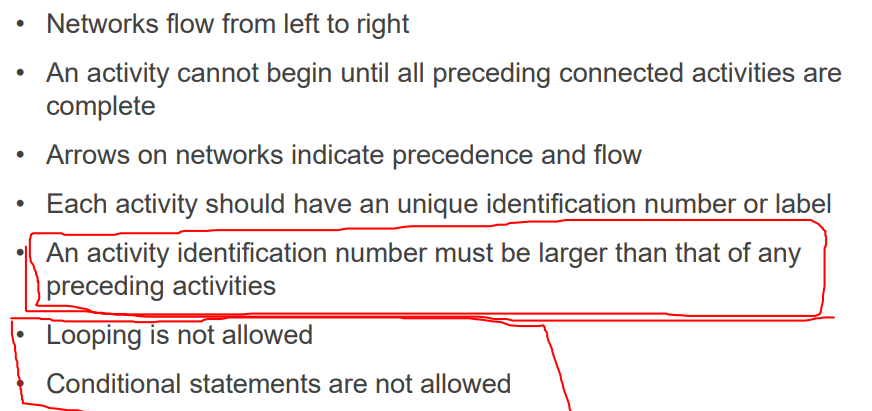 • Networks flow from left to right
• An activity cannot begin until all preceding connected activities are
complete
• Arrows on networks indicate precedence and flow
• Each activity should have an unique identification number or label
• An activity identification number must be larger than that of any
preceding activities
• Looping is not allowed
• Conditional statements are not allowed